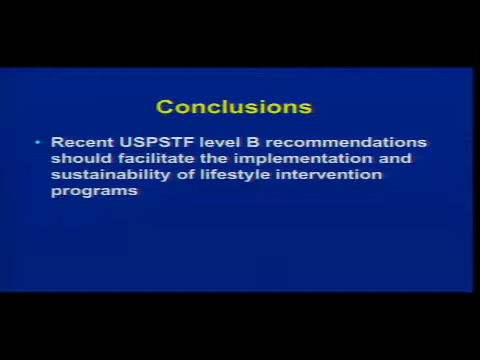 Conclusions
• Recent USPSTF level B recommendations
should facilitate the implementation and
sustainability of lifestyle intervention
programs